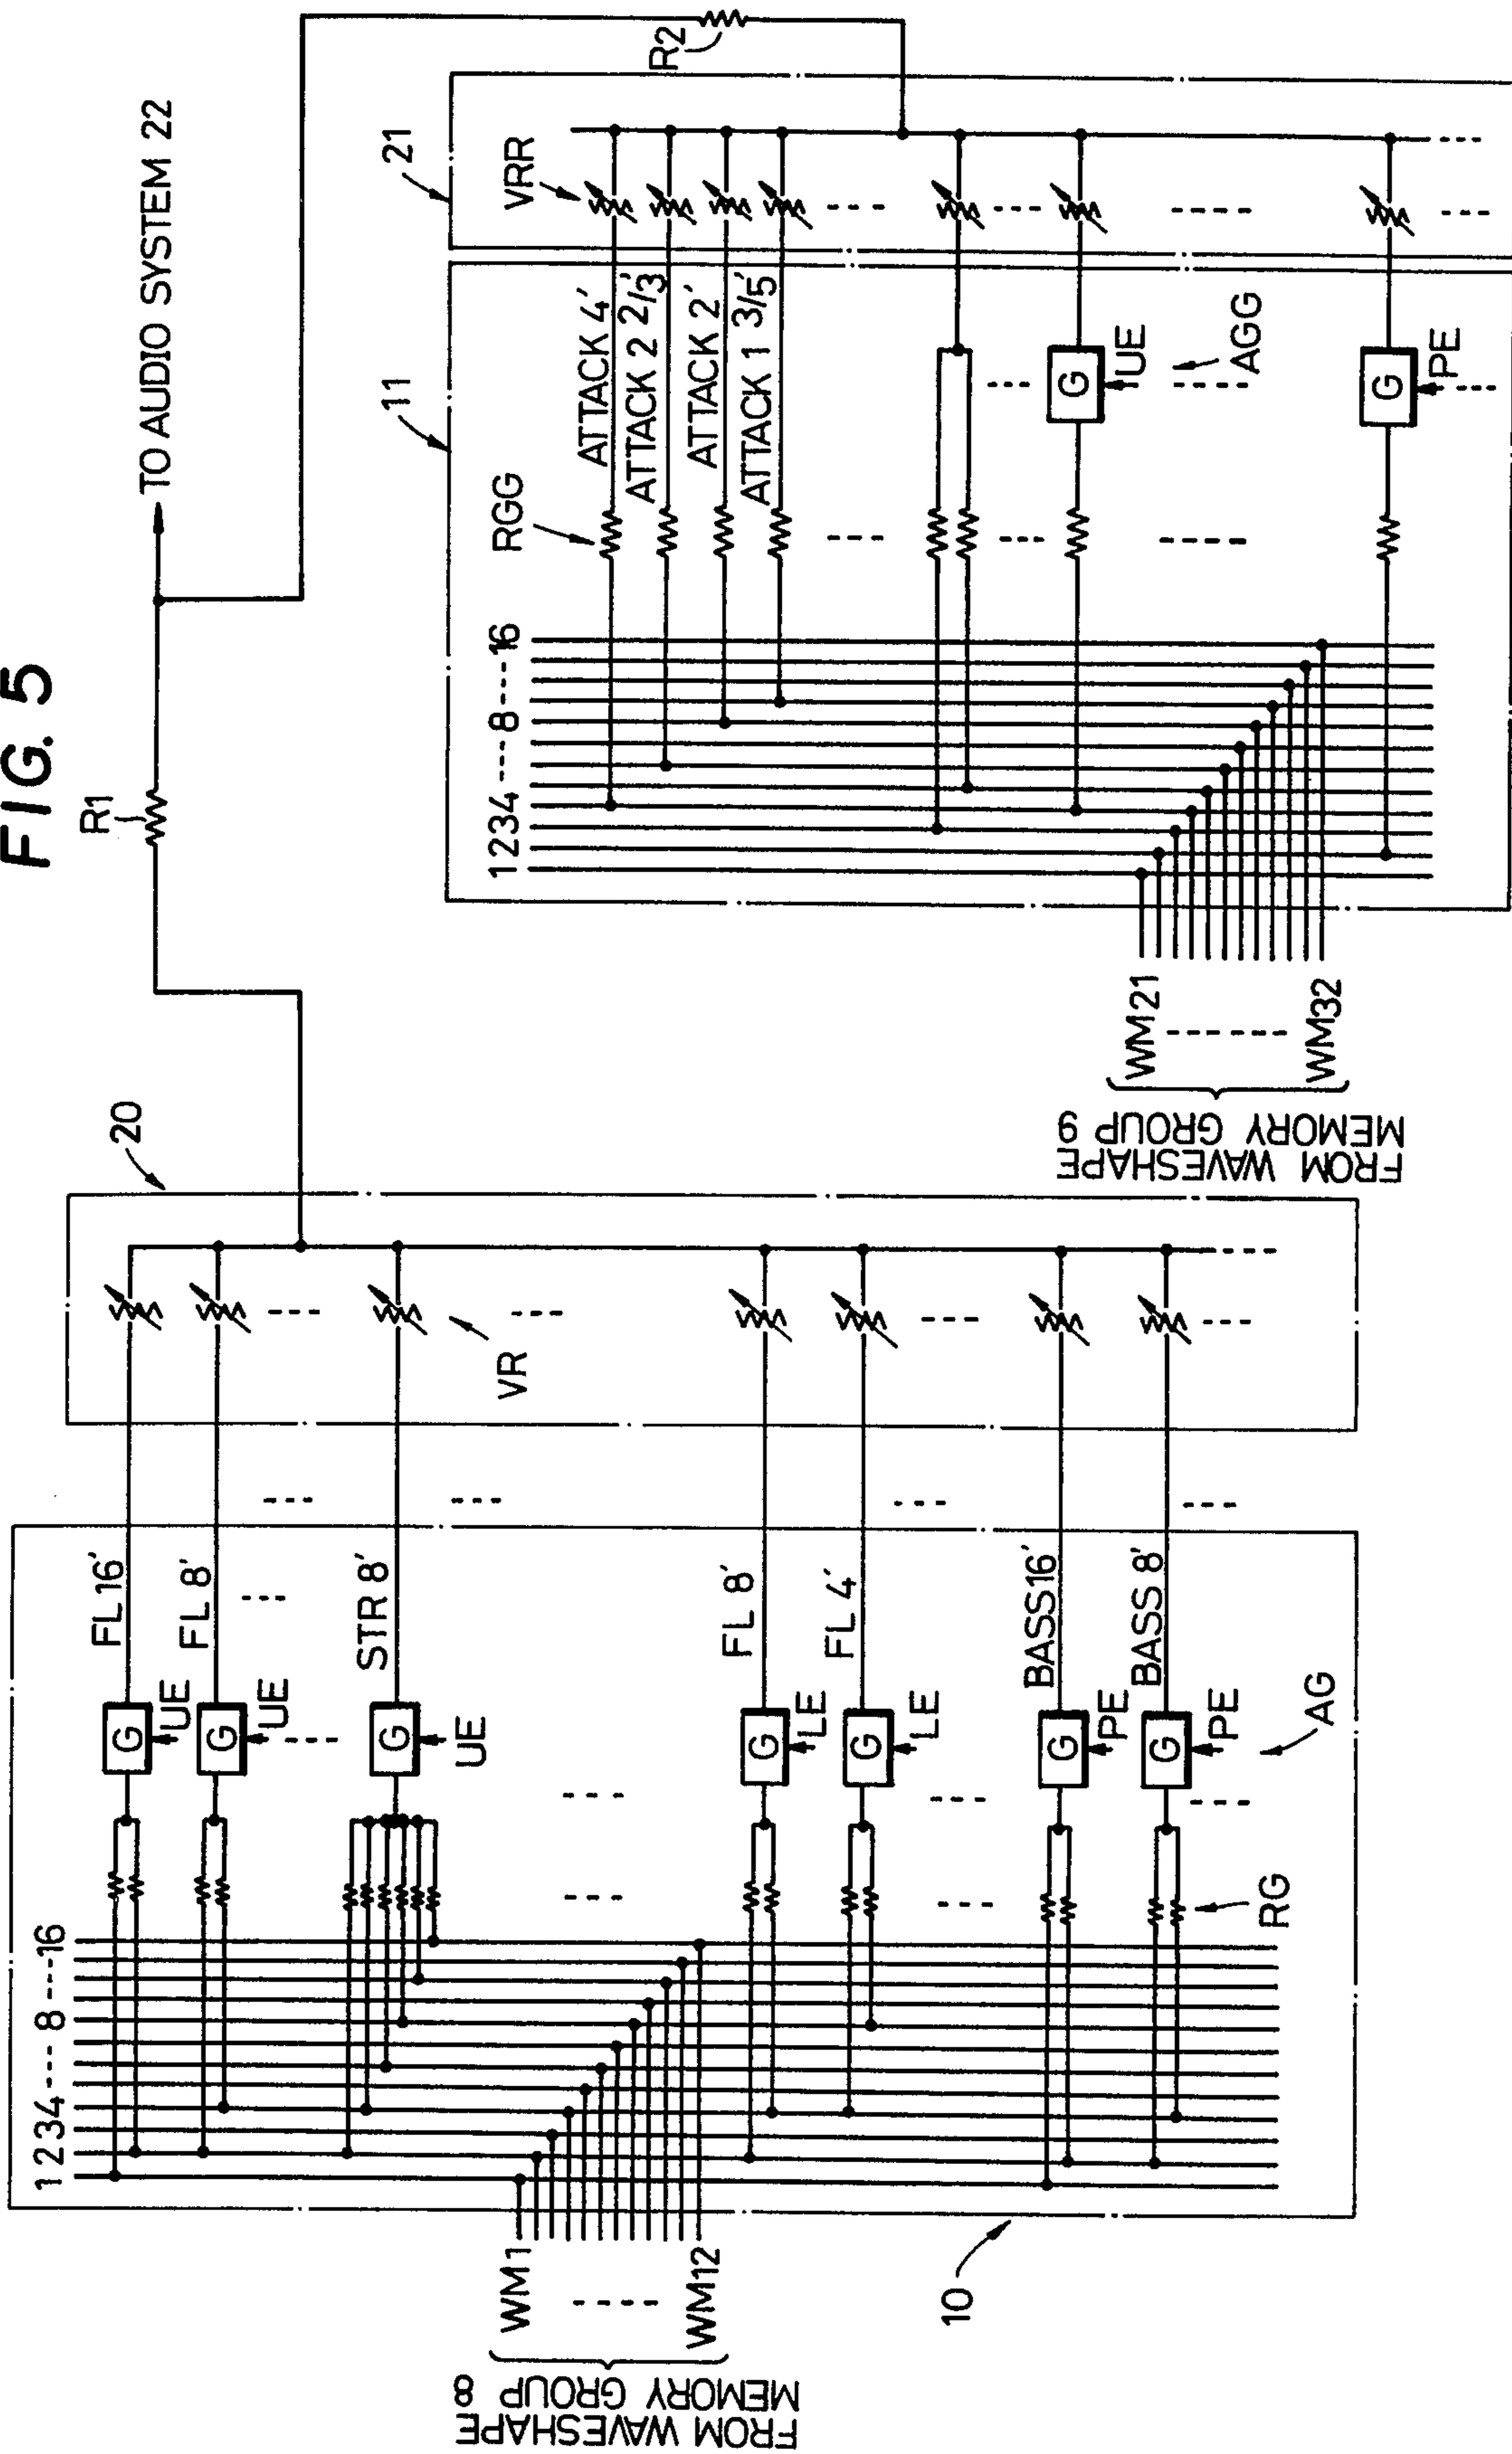 FIG. 5
R1
TO AUDIO SYSTEM 22
R2
20
FL 16'
UE
FL 8'
UE
STR 8'
UE
VR
FL 8'
LE
FL 4'
LE
BASS 16'
PE
BASS 8'
PE
AG
RG
1 2 3 4 --- 8 --- 16
WM1
WM12
FROM WAVESHAPE
MEMORY GROUP 8
10
21
VRR
11
RGG
ATTACK 4'
ATTACK 2 2/3'
ATTACK 2'
ATTACK 1 3/5'
G
UE
AGG
G
PE
1 2 3 4 --- 8 --- 16
WM21
WM32
FROM WAVESHAPE
MEMORY GROUP 9
G
G
G
G
G
G
G